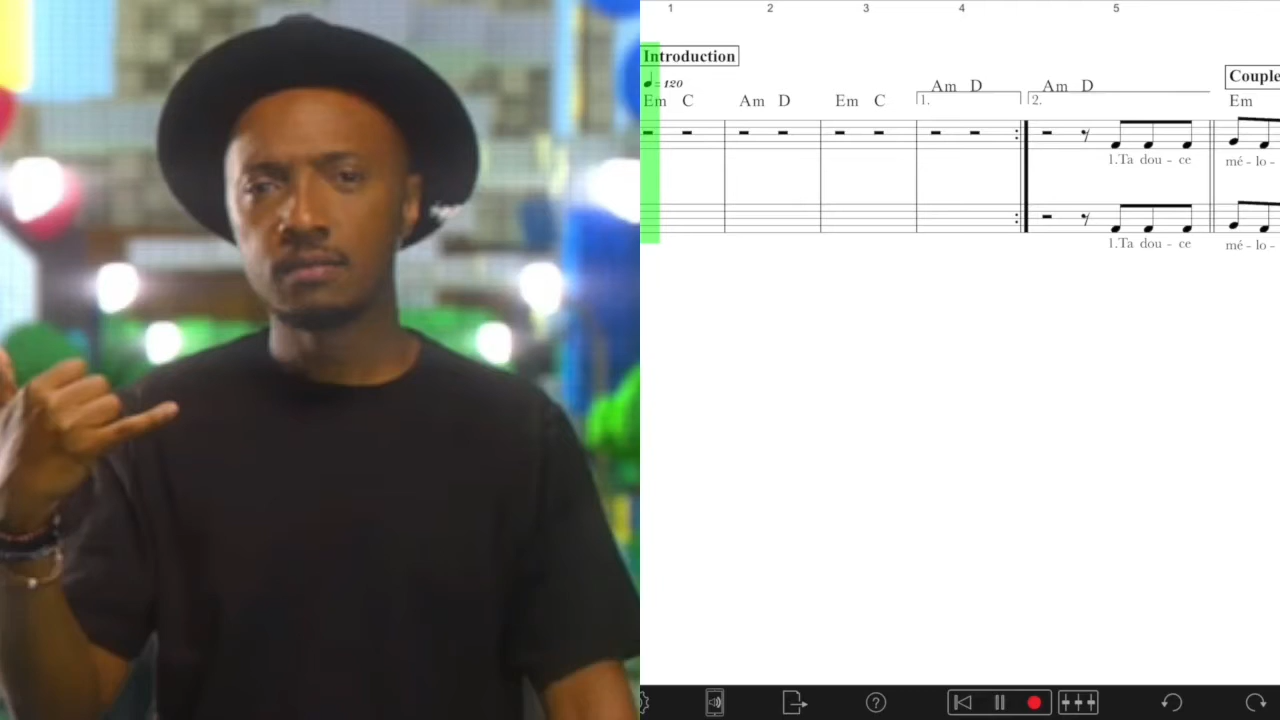 1 2 3 4 5
Introduction
= 120
Am D Am D
Couple
Em C Am D Em C 1. 2. Em
1.Ta dou - ce mé - lo -
1.Ta dou - ce mé - lo -
?